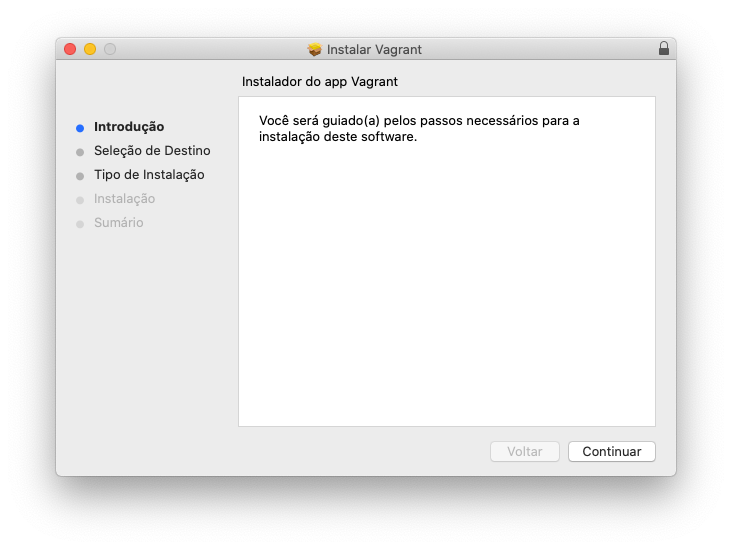 Instalar Vagrant
Instalador do app Vagrant
Introdução
Seleção de Destino
Tipo de Instalação
Instalação
Sumário
Você será guiado(a) pelos passos necessários para a
instalação deste software.
Voltar
Continuar